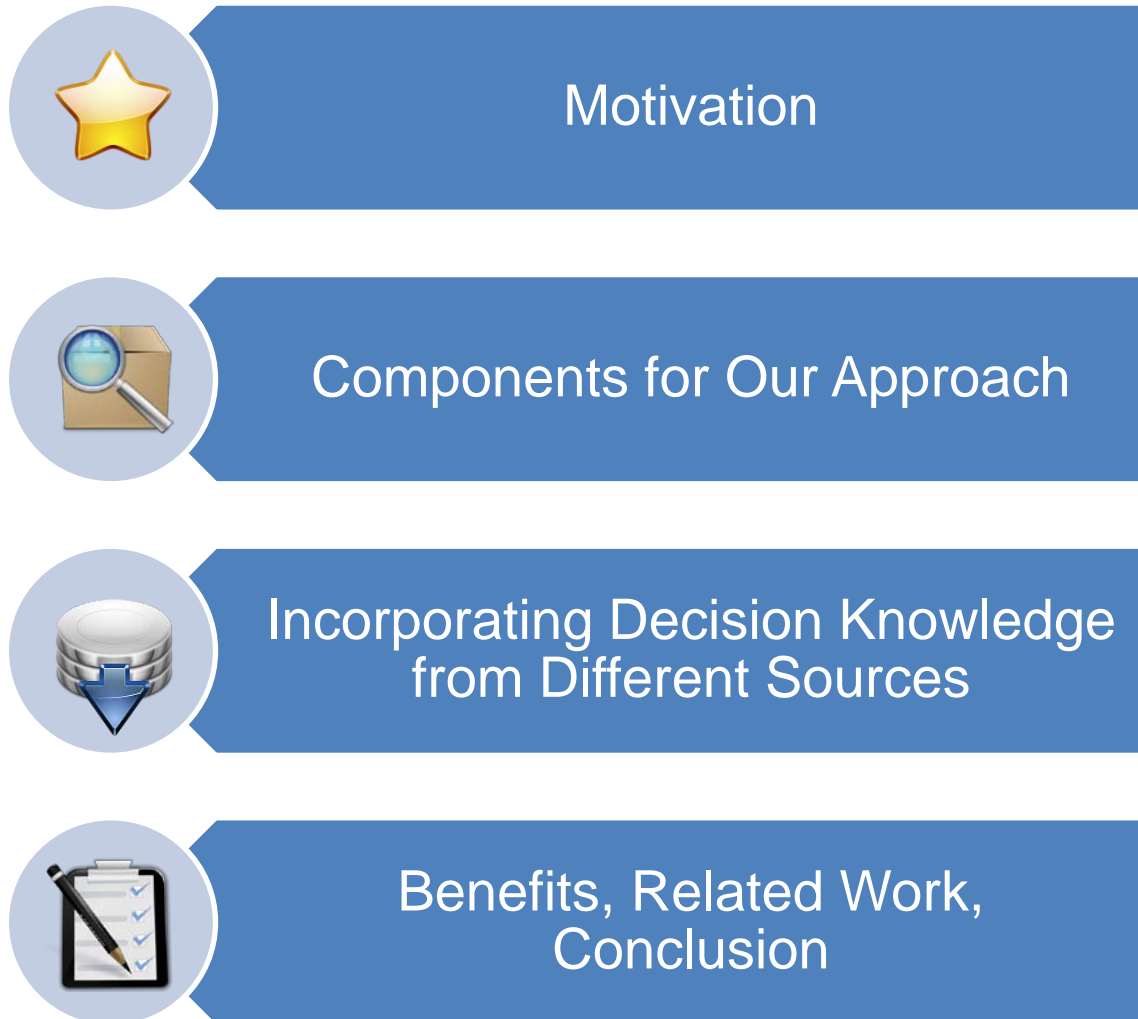 Motivation
Components for Our Approach
Incorporating Decision Knowledge
from Different Sources
Benefits, Related Work,
Conclusion